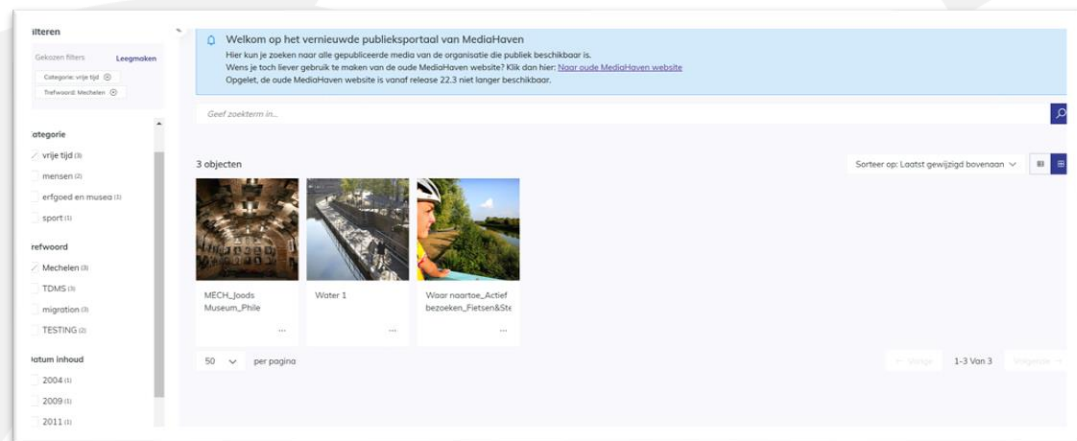 ilteren
Gekozen filters Leegmaken
Categorie: vrije tijd
Trefwoord: Mechelen
ategorie
vrije tijd (3)
mensen (2)
erfgoed en musea (1)
sport (1)
refwoord
Mechelen (3)
TDMS (3)
migration (3)
TESTING (2)
atum inhoud
2004 (1)
2009 (1)
2011 (1)
Welkom op het vernieuwde publieksportaal van MediaHaven
Hier kun je zoeken naar alle gepubliceerde media van de organisatie die publiek beschikbaar is.
Wens je toch liever gebruik te maken van de oude MediaHaven website? Klik dan hier: Naar oude MediaHaven website
Opgelet, de oude MediaHaven website is vanaf release 22.3 niet langer beschikbaar.
Geef zoekterm in...
3 objecten
Sorteer op: Laatst gewijzigd bovenaan
MECH_Joods
Museum_Phile
...
Water 1
...
Waar naartoe_Actief
bezoeken_Fietsen&Ste
...
50 per pagina
← Vorige 1-3 Van 3 Volgende →